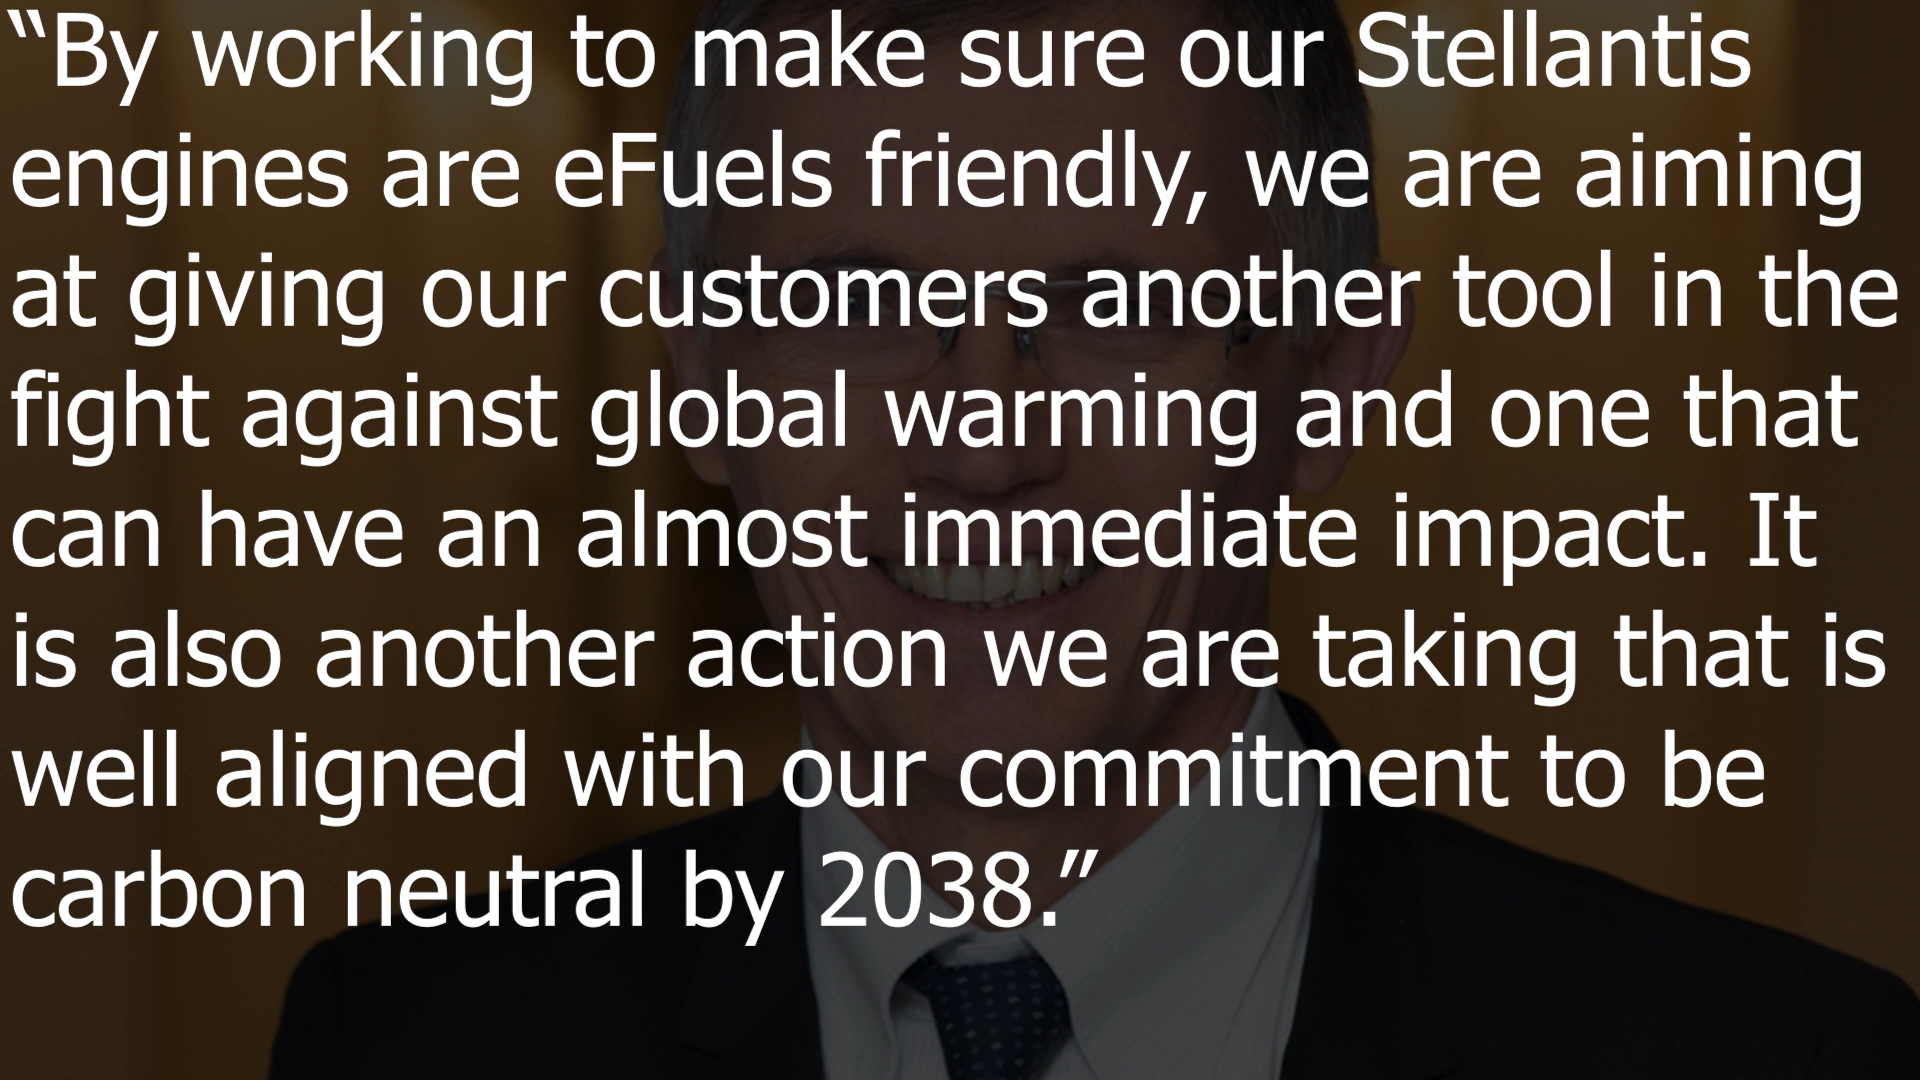 “By working to make sure our Stellantis
engines are eFuels friendly, we are aiming
at giving our customers another tool in the
fight against global warming and one that
can have an almost immediate impact. It
is also another action we are taking that is
well aligned with our commitment to be
carbon neutral by 2038.”